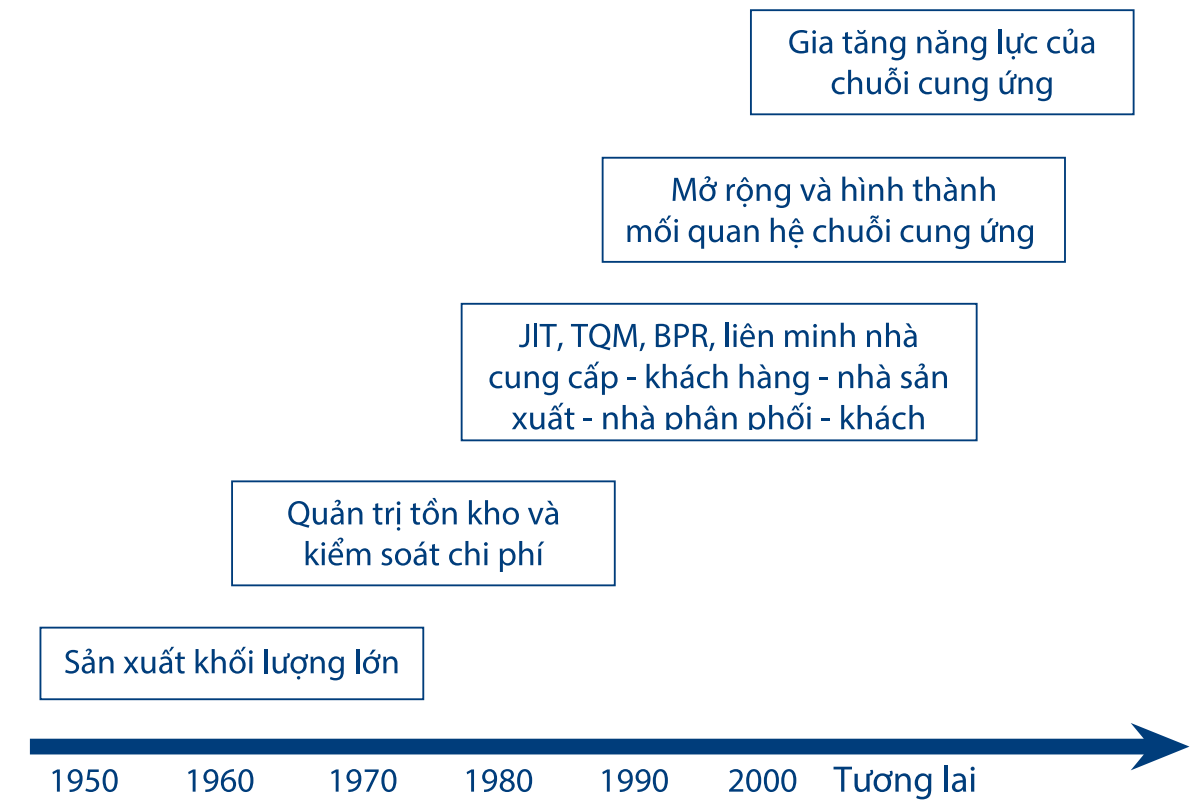 Gia tăng năng lực của
chuỗi cung ứng
Mở rộng và hình thành
mối quan hệ chuỗi cung ứng
JIT, TQM, BPR, liên minh nhà
cung cấp - khách hàng - nhà sản
xuất - nhà phân phối - khách
Quản trị tồn kho và
kiểm soát chi phí
Sản xuất khối lượng lớn
1950 1960 1970 1980 1990 2000 Tương lai